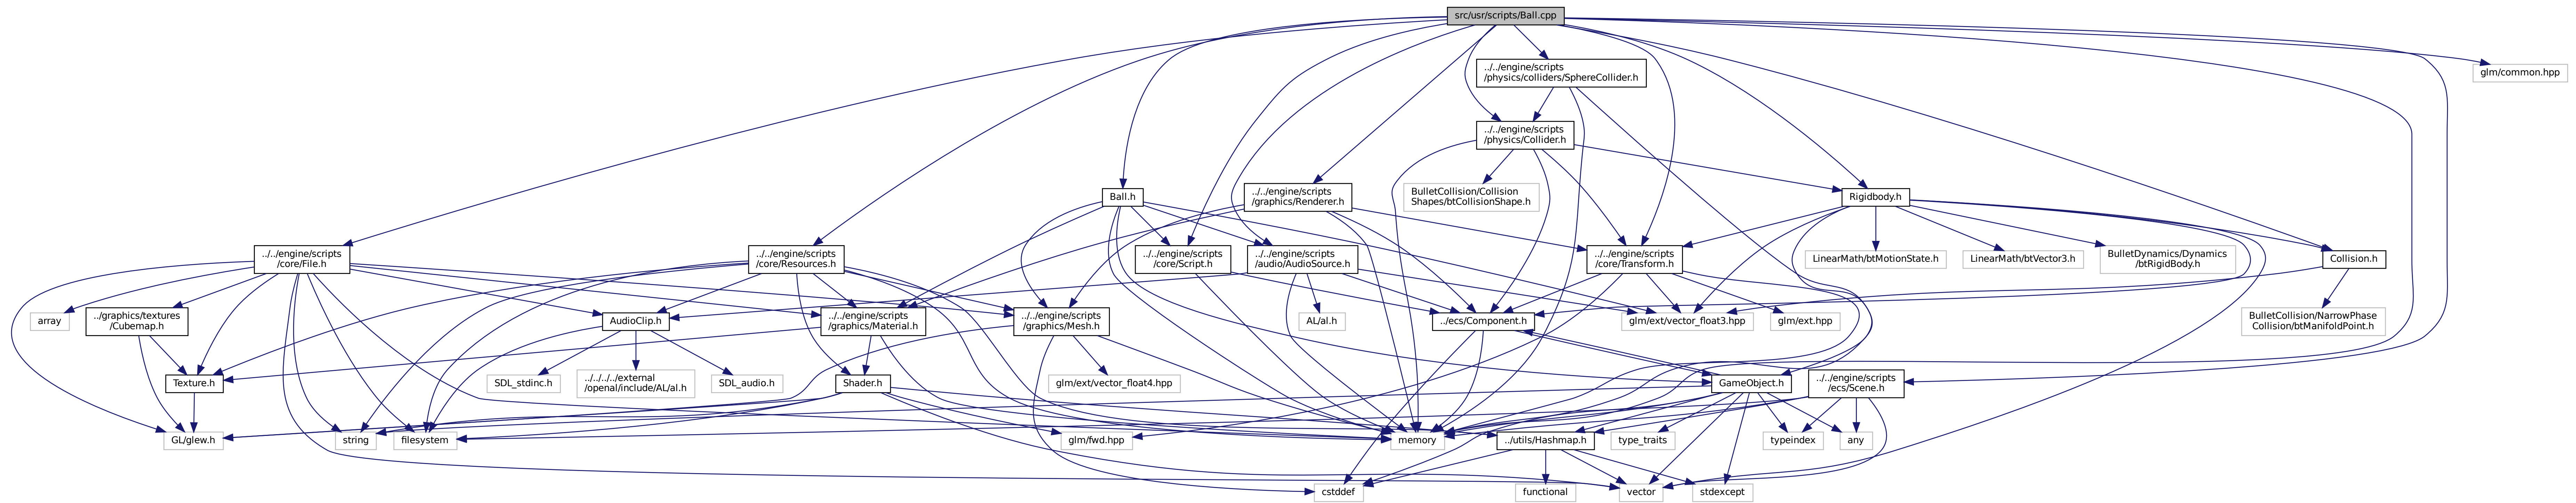 src/usr/scripts/Ball.cpp
../../engine/scripts
/physics/colliders/SphereCollider.h
glm/common.hpp
../../engine/scripts
/physics/Collider.h
BulletCollision/Collision
Shapes/btCollisionShape.h
Ball.h
../../engine/scripts
/graphics/Renderer.h
Rigidbody.h
../../engine/scripts
/core/File.h
../../engine/scripts
/core/Resources.h
../../engine/scripts
/core/Script.h
../../engine/scripts
/audio/AudioSource.h
../../engine/scripts
/core/Transform.h
LinearMath/btMotionState.h
LinearMath/btVector3.h
BulletDynamics/Dynamics
/btRigidBody.h
Collision.h
array
../graphics/textures
/Cubemap.h
AudioClip.h
../../engine/scripts
/graphics/Material.h
../../engine/scripts
/graphics/Mesh.h
AL/al.h
../ecs/Component.h
glm/ext/vector_float3.hpp
glm/ext.hpp
BulletCollision/NarrowPhase
Collision/btManifoldPoint.h
Texture.h
SDL_stdinc.h
../../../../external
/openal/include/AL/al.h
SDL_audio.h
Shader.h
glm/ext/vector_float4.hpp
GameObject.h
../../engine/scripts
/ecs/Scene.h
GL/glew.h
string
filesystem
glm/fwd.hpp
memory
../utils/Hashmap.h
type_traits
typeindex
any
cstddef
functional
vector
stdexcept